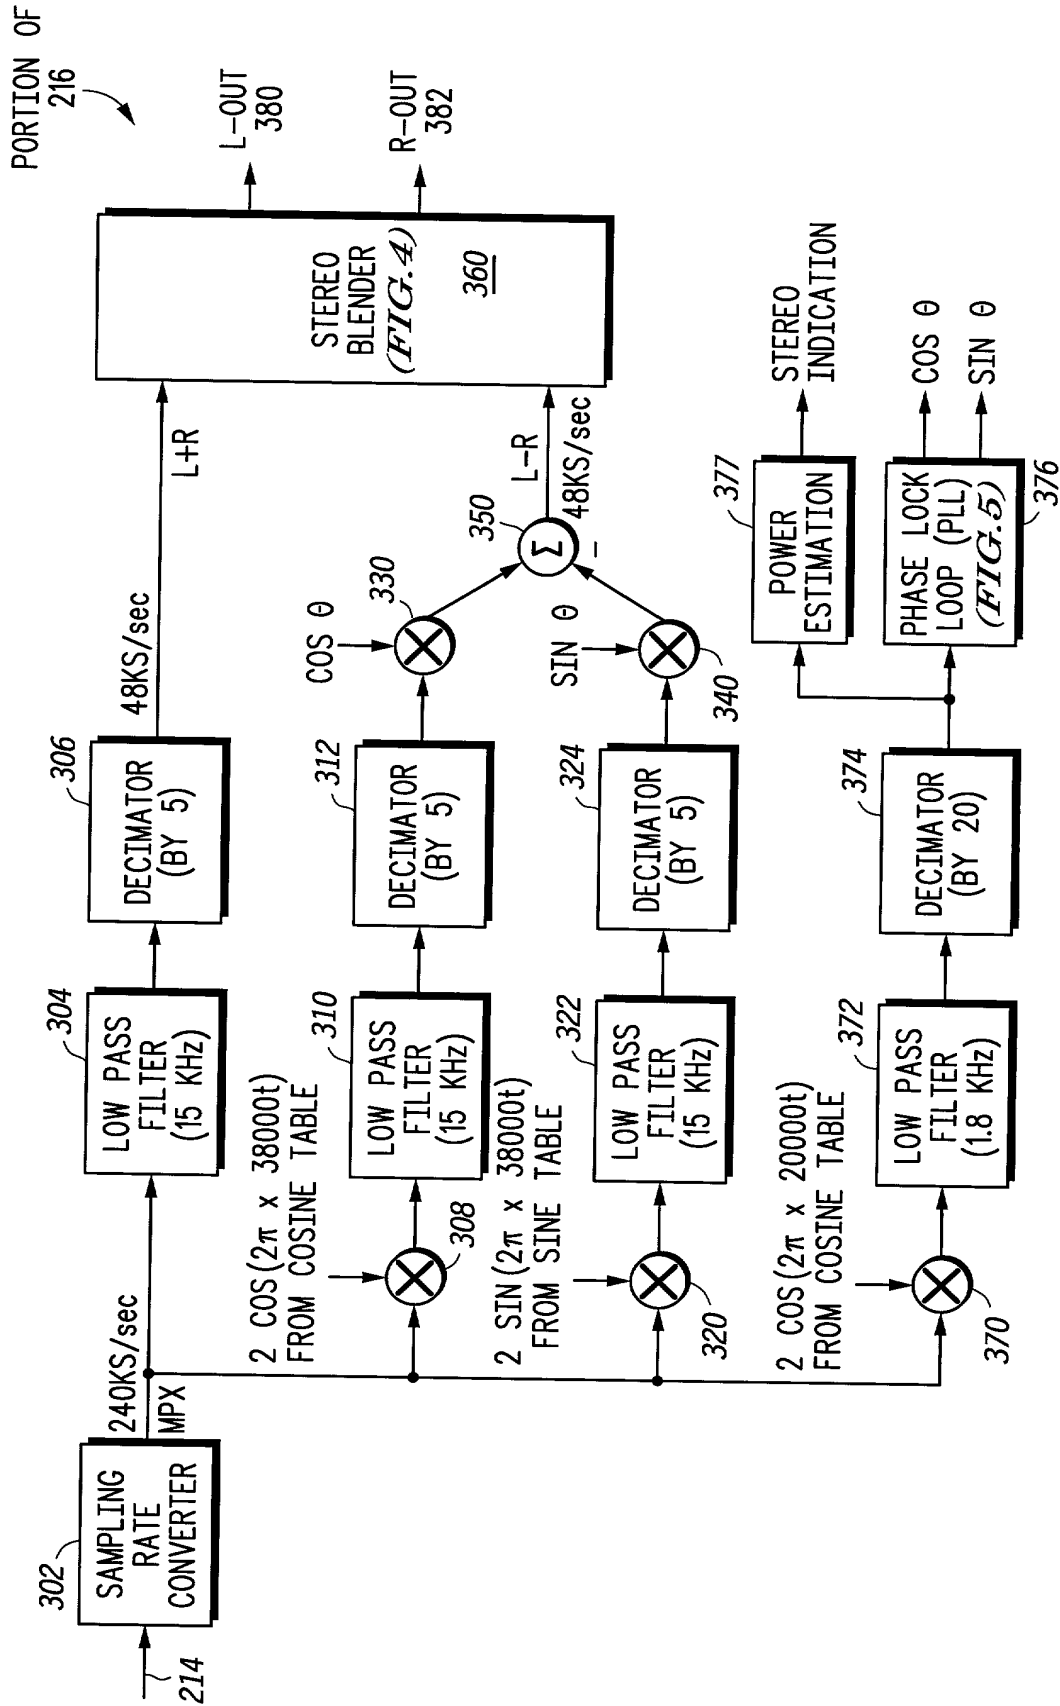 PORTION OF
216
214
302
SAMPLING
RATE
CONVERTER
240KS/sec
MPX
304
LOW PASS
FILTER
(15 KHz)
306
DECIMATOR
(BY 5)
48KS/sec
L+R
2 COS(2π x 38000t)
FROM COSINE TABLE
308
310
LOW PASS
FILTER
(15 KHz)
312
DECIMATOR
(BY 5)
COS θ
330
2 SIN(2π x 38000t)
FROM SINE TABLE
320
322
LOW PASS
FILTER
(15 KHz)
324
DECIMATOR
(BY 5)
SIN θ
340
350
Σ
−
L−R
48KS/sec
STEREO
BLENDER
(FIG.4)
360
L−OUT
380
R−OUT
382
2 COS(2π x 20000t)
FROM COSINE TABLE
370
372
LOW PASS
FILTER
(1.8 KHz)
374
DECIMATOR
(BY 20)
377
POWER
ESTIMATION
STEREO
INDICATION
PHASE LOCK
LOOP (PLL)
(FIG.5)
376
COS θ
SIN θ